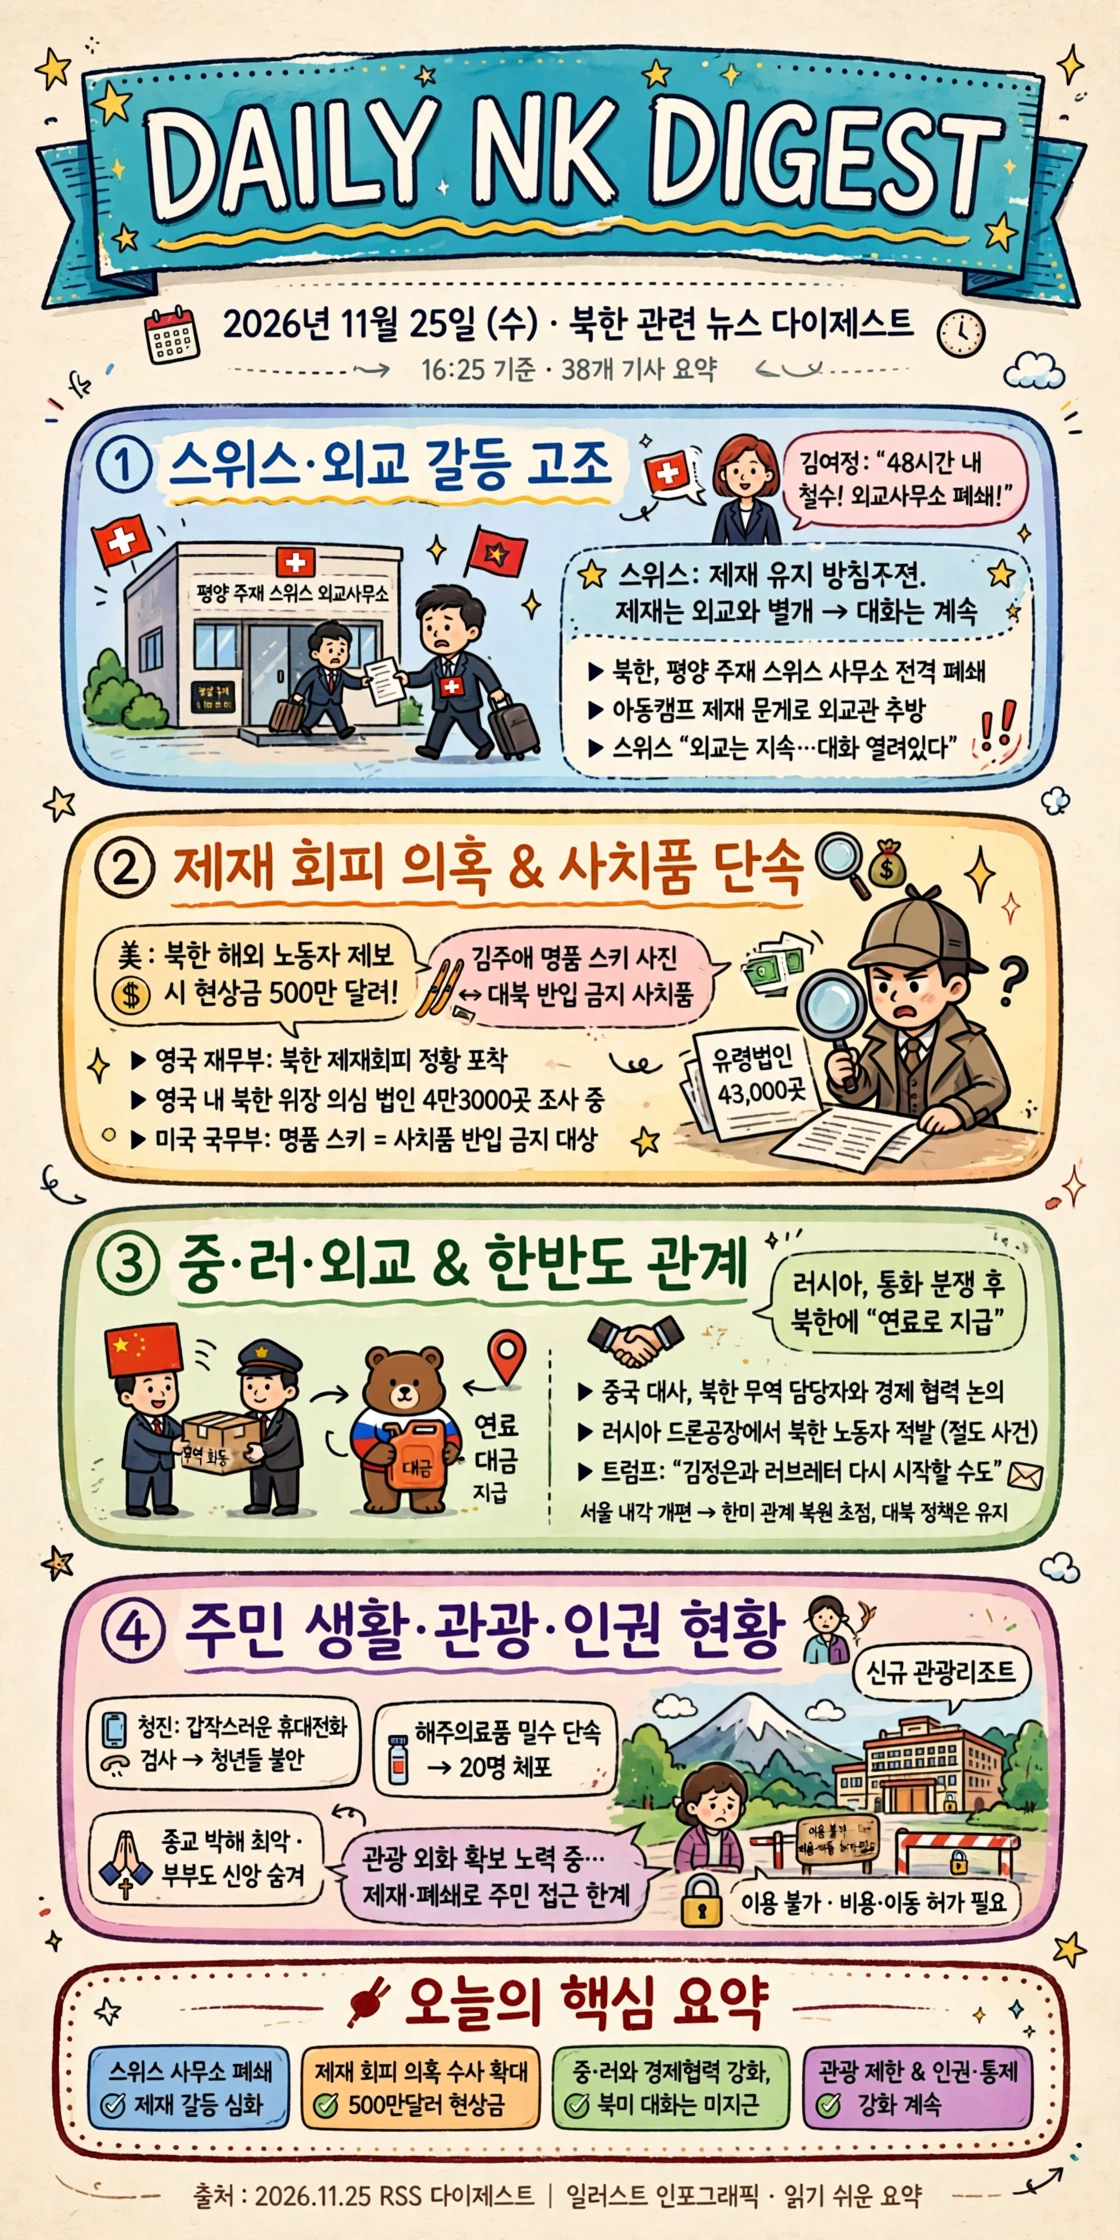 DAILY NK DIGEST
2026년 11월 25일 (수) · 북한 관련 뉴스 다이제스트
16:25 기준 · 38개 기사 요약
① 스위스·외교 갈등 고조
김여정: “48시간 내
철수! 외교사무소 폐쇄!”
평양 주재 스위스 외교사무소
스위스: 제재 유지 방침조젼.
제재는 외교와 별개 → 대화는 계속
▶ 북한, 평양 주재 스위스 사무소 전격 폐쇄
▶ 아동캠프 제재 문게로 외교관 추방
▶ 스위스 “외교는 지속…대화 열려있다”
② 제재 회피 의혹 & 사치품 단속
美: 북한 해외 노동자 제보
시 현상금 500만 달러!
김주애 명품 스키 사진
↔ 대북 반입 금지 사치품
▶ 영국 재무부: 북한 제재회피 정황 포착
▶ 영국 내 북한 위장 의심 법인 4만3000곳 조사 중
▶ 미국 국무부: 명품 스키 = 사치품 반입 금지 대상
유령법인
43,000곳
③ 중·러·외교 & 한반도 관계
러시아, 통화 분쟁 후
북한에 “연료로 지급”
연료
대금
지급
대금
▶ 중국 대사, 북한 무역 담당자와 경제 협력 논의
▶ 러시아 드론공장에서 북한 노동자 적발 (절도 사건)
▶ 트럼프: “김정은과 러브레터 다시 시작할 수도”
서울 내각 개편 → 한미 관계 복원 초점, 대북 정책은 유지
④ 주민 생활·관광·인권 현황
신규 관광리조트
청진: 갑작스러운 휴대전화
검사 → 청년들 불안
해주의료품 밀수 단속
→ 20명 체포
종교 박해 최악·
부부도 신앙 숨겨
관광 외화 확보 노력 중…
제재·폐쇄로 주민 접근 한계
이용 불가
이용 불가 · 비용·이동 허가 필요
오늘의 핵심 요약
스위스 사무소 폐쇄
제재 갈등 심화
제재 회피 의혹 수사 확대
500만달러 현상금
중·러와 경제협력 강화,
북미 대화는 미지근
관광 제한 & 인권·통제
강화 계속
출처 : 2026.11.25 RSS 다이제스트 | 일러스트 인포그래픽 · 읽기 쉬운 요약